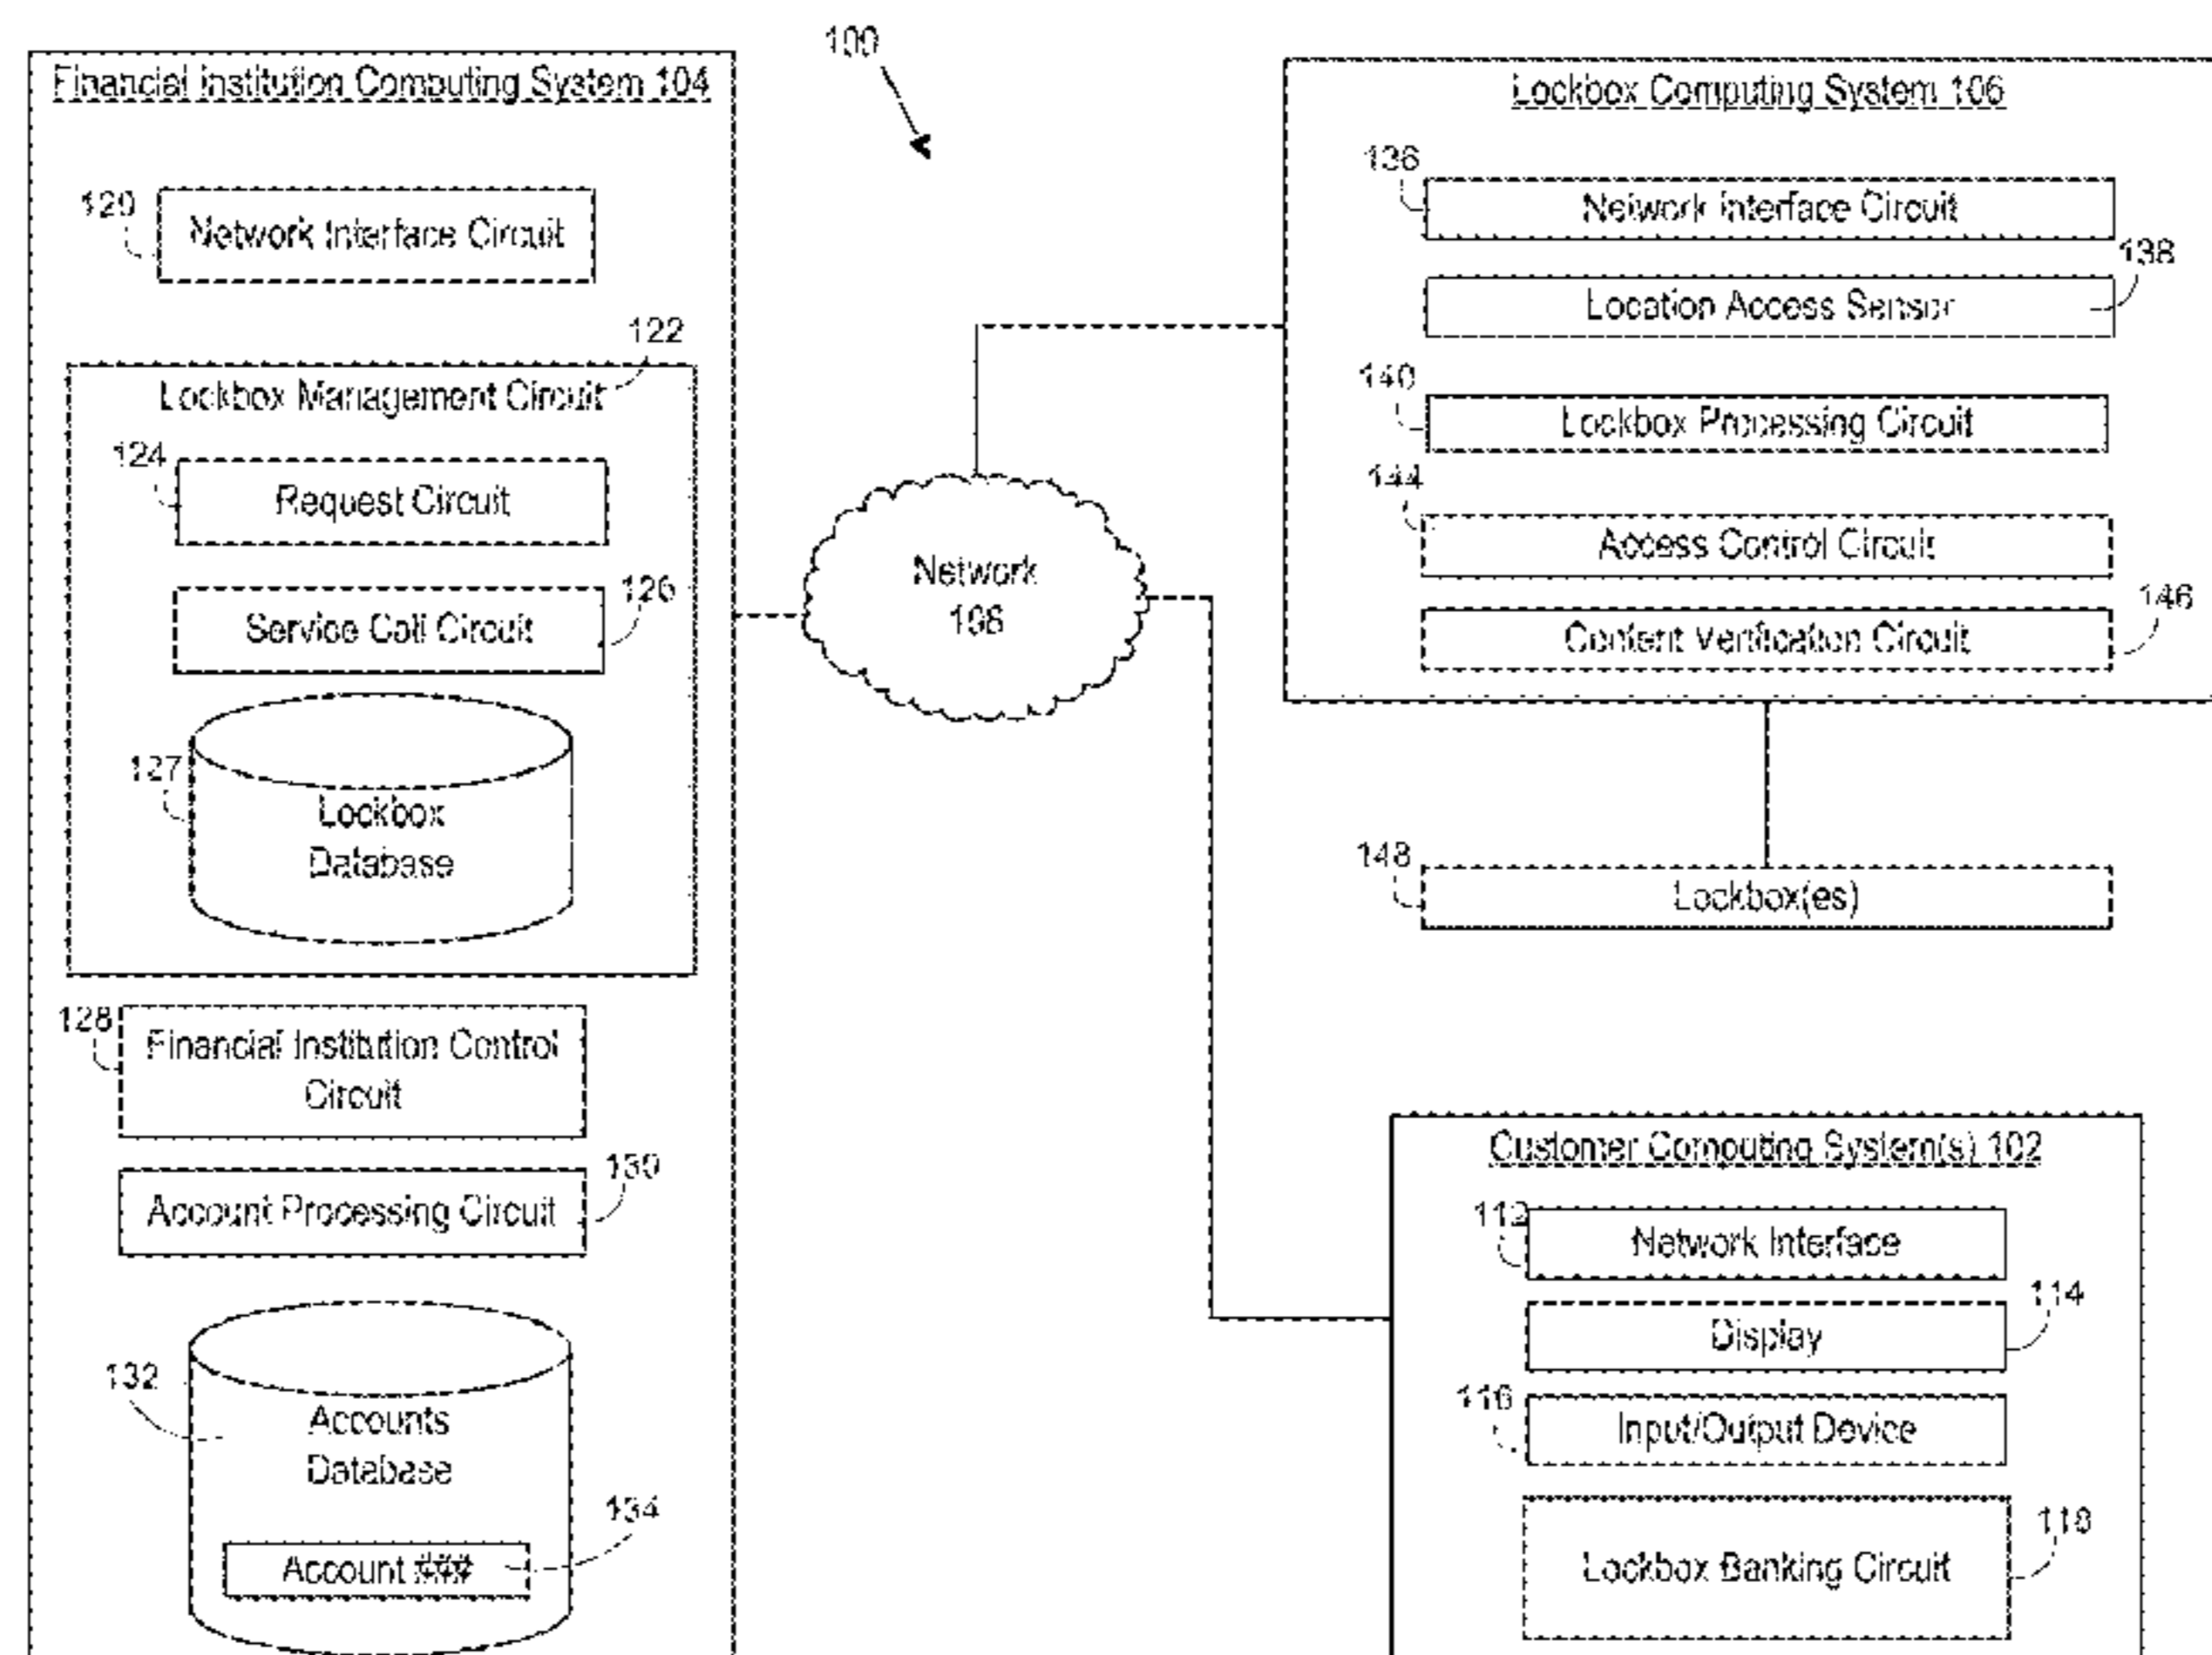 100
Financial Institution Computing System 104
120
Network Interface Circuit
122
Lockbox Management Circuit
124
Request Circuit
126
Service Call Circuit
127
Lockbox
Database
128
Financial Institution Control
Circuit
130
Account Processing Circuit
132
Accounts
Database
134
Account ###
Network
108
Lockbox Computing System 106
136
Network Interface Circuit
138
Location Access Sensor
140
Lockbox Processing Circuit
144
Access Control Circuit
146
Content Verification Circuit
148
Lockbox(es)
Customer Computing System(s) 102
112
Network Interface
114
Display
116
Input/Output Device
118
Lockbox Banking Circuit